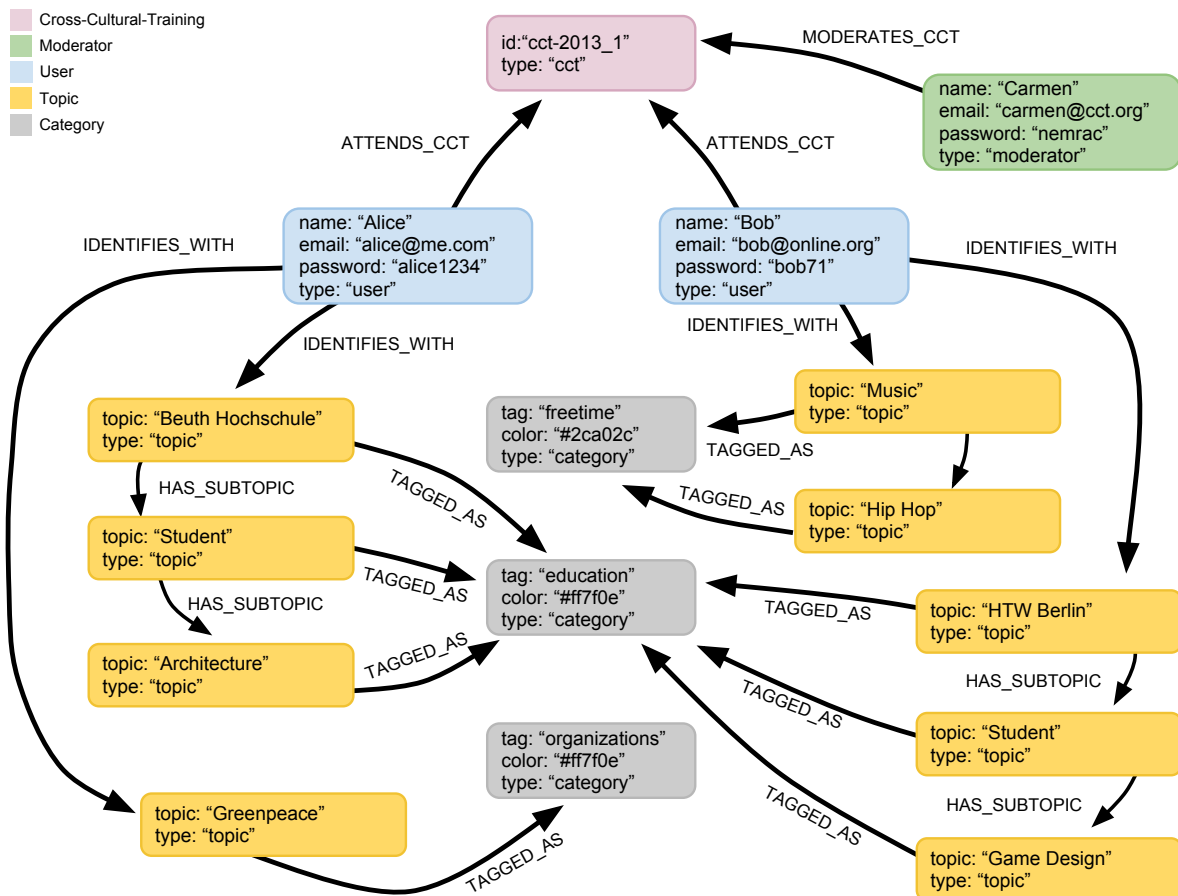 Cross-Cultural-Training
Moderator
User
Topic
Category
id:“cct-2013_1”
type: “cct”
MODERATES_CCT
name: “Carmen”
email: “carmen@cct.org”
password: “nemrac”
type: “moderator”
ATTENDS_CCT
ATTENDS_CCT
name: “Alice”
email: “alice@me.com”
password: “alice1234”
type: “user”
name: “Bob”
email: “bob@online.org”
password: “bob71”
type: “user”
IDENTIFIES_WITH
IDENTIFIES_WITH
IDENTIFIES_WITH
IDENTIFIES_WITH
topic: “Beuth Hochschule”
type: “topic”
tag: “freetime”
color: “#2ca02c”
type: “category”
topic: “Music”
type: “topic”
TAGGED_AS
HAS_SUBTOPIC
TAGGED_AS
TAGGED_AS
topic: “Hip Hop”
type: “topic”
topic: “Student”
type: “topic”
TAGGED_AS
tag: “education”
color: “#ff7f0e”
type: “category”
TAGGED_AS
topic: “HTW Berlin”
type: “topic”
HAS_SUBTOPIC
topic: “Architecture”
type: “topic”
TAGGED_AS
HAS_SUBTOPIC
TAGGED_AS
topic: “Student”
type: “topic”
tag: “organizations”
color: “#ff7f0e”
type: “category”
HAS_SUBTOPIC
topic: “Greenpeace”
type: “topic”
TAGGED_AS
TAGGED_AS
topic: “Game Design”
type: “topic”